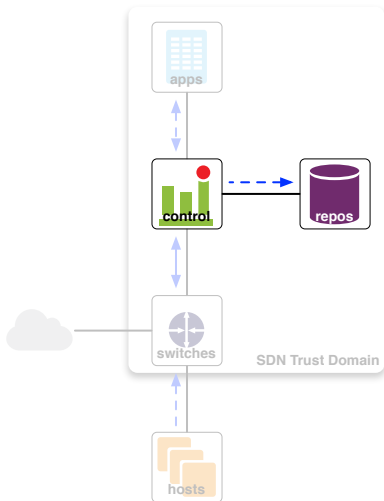 apps
control
repos
switches
SDN Trust Domain
hosts